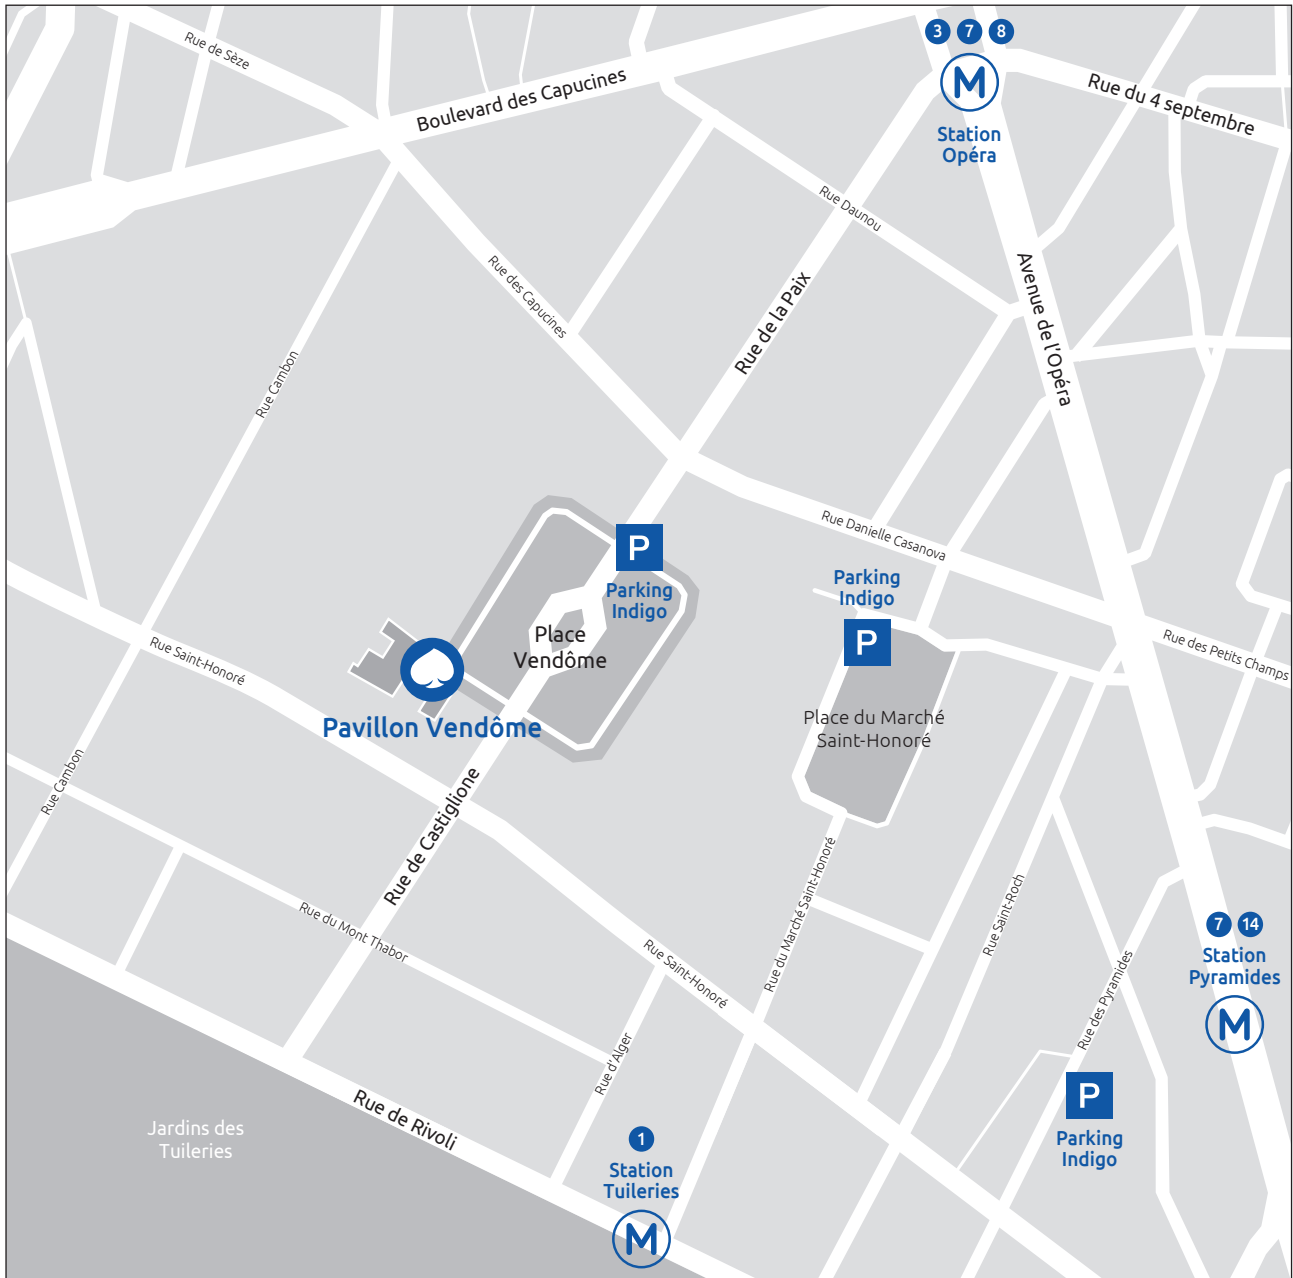 3 7 8
Rue de Sèze
Boulevard des Capucines
M
Rue du 4 septembre
Station
Opéra
Rue Daunou
Rue des Capucines
Rue de la Paix
Avenue de l'Opéra
Rue Cambon
Rue Danielle Casanova
P
Parking
Indigo
Parking
Indigo
P
Place
Vendôme
Rue Saint-Honoré
Rue des Petits Champs
Pavillon Vendôme
Place du Marché
Saint-Honoré
Rue Cambon
Rue de Castiglione
Rue du Mont Thabor
Rue Saint-Honoré
Rue du Marché Saint-Honoré
Rue Saint-Roch
7 14
Station
Pyramides
M
Rue des Pyramides
Rue d'Alger
P
Parking
Indigo
Rue de Rivoli
Jardins des
Tuileries
1
Station
Tuileries
M